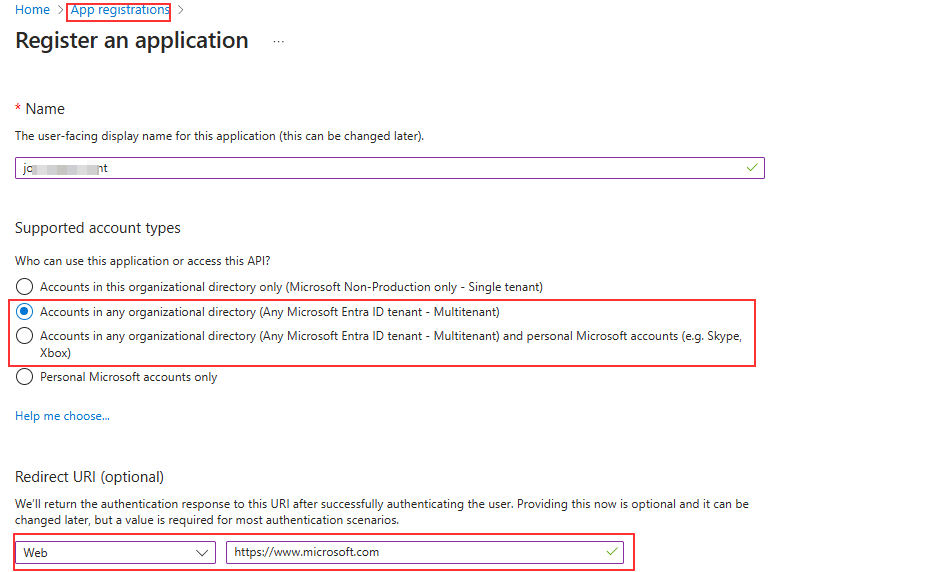 Home > App registrations >
Register an application ...
* Name
The user-facing display name for this application (this can be changed later).
Supported account types
Who can use this application or access this API?
Accounts in this organizational directory only (Microsoft Non-Production only - Single tenant)
Accounts in any organizational directory (Any Microsoft Entra ID tenant - Multitenant)
Accounts in any organizational directory (Any Microsoft Entra ID tenant - Multitenant) and personal Microsoft accounts (e.g. Skype,
Xbox)
Personal Microsoft accounts only
Help me choose...
Redirect URI (optional)
We'll return the authentication response to this URI after successfully authenticating the user. Providing this now is optional and it can be
changed later, but a value is required for most authentication scenarios.
Web https://www.microsoft.com